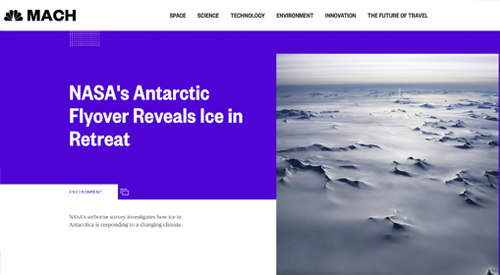 MACH
SPACE SCIENCE TECHNOLOGY ENVIRONMENT INNOVATION THE FUTURE OF TRAVEL
NASA's Antarctic
Flyover Reveals Ice in
Retreat
ENVIRONMENT
NASA's airborne survey investigates how ice in
Antarctica is responding to a changing climate.